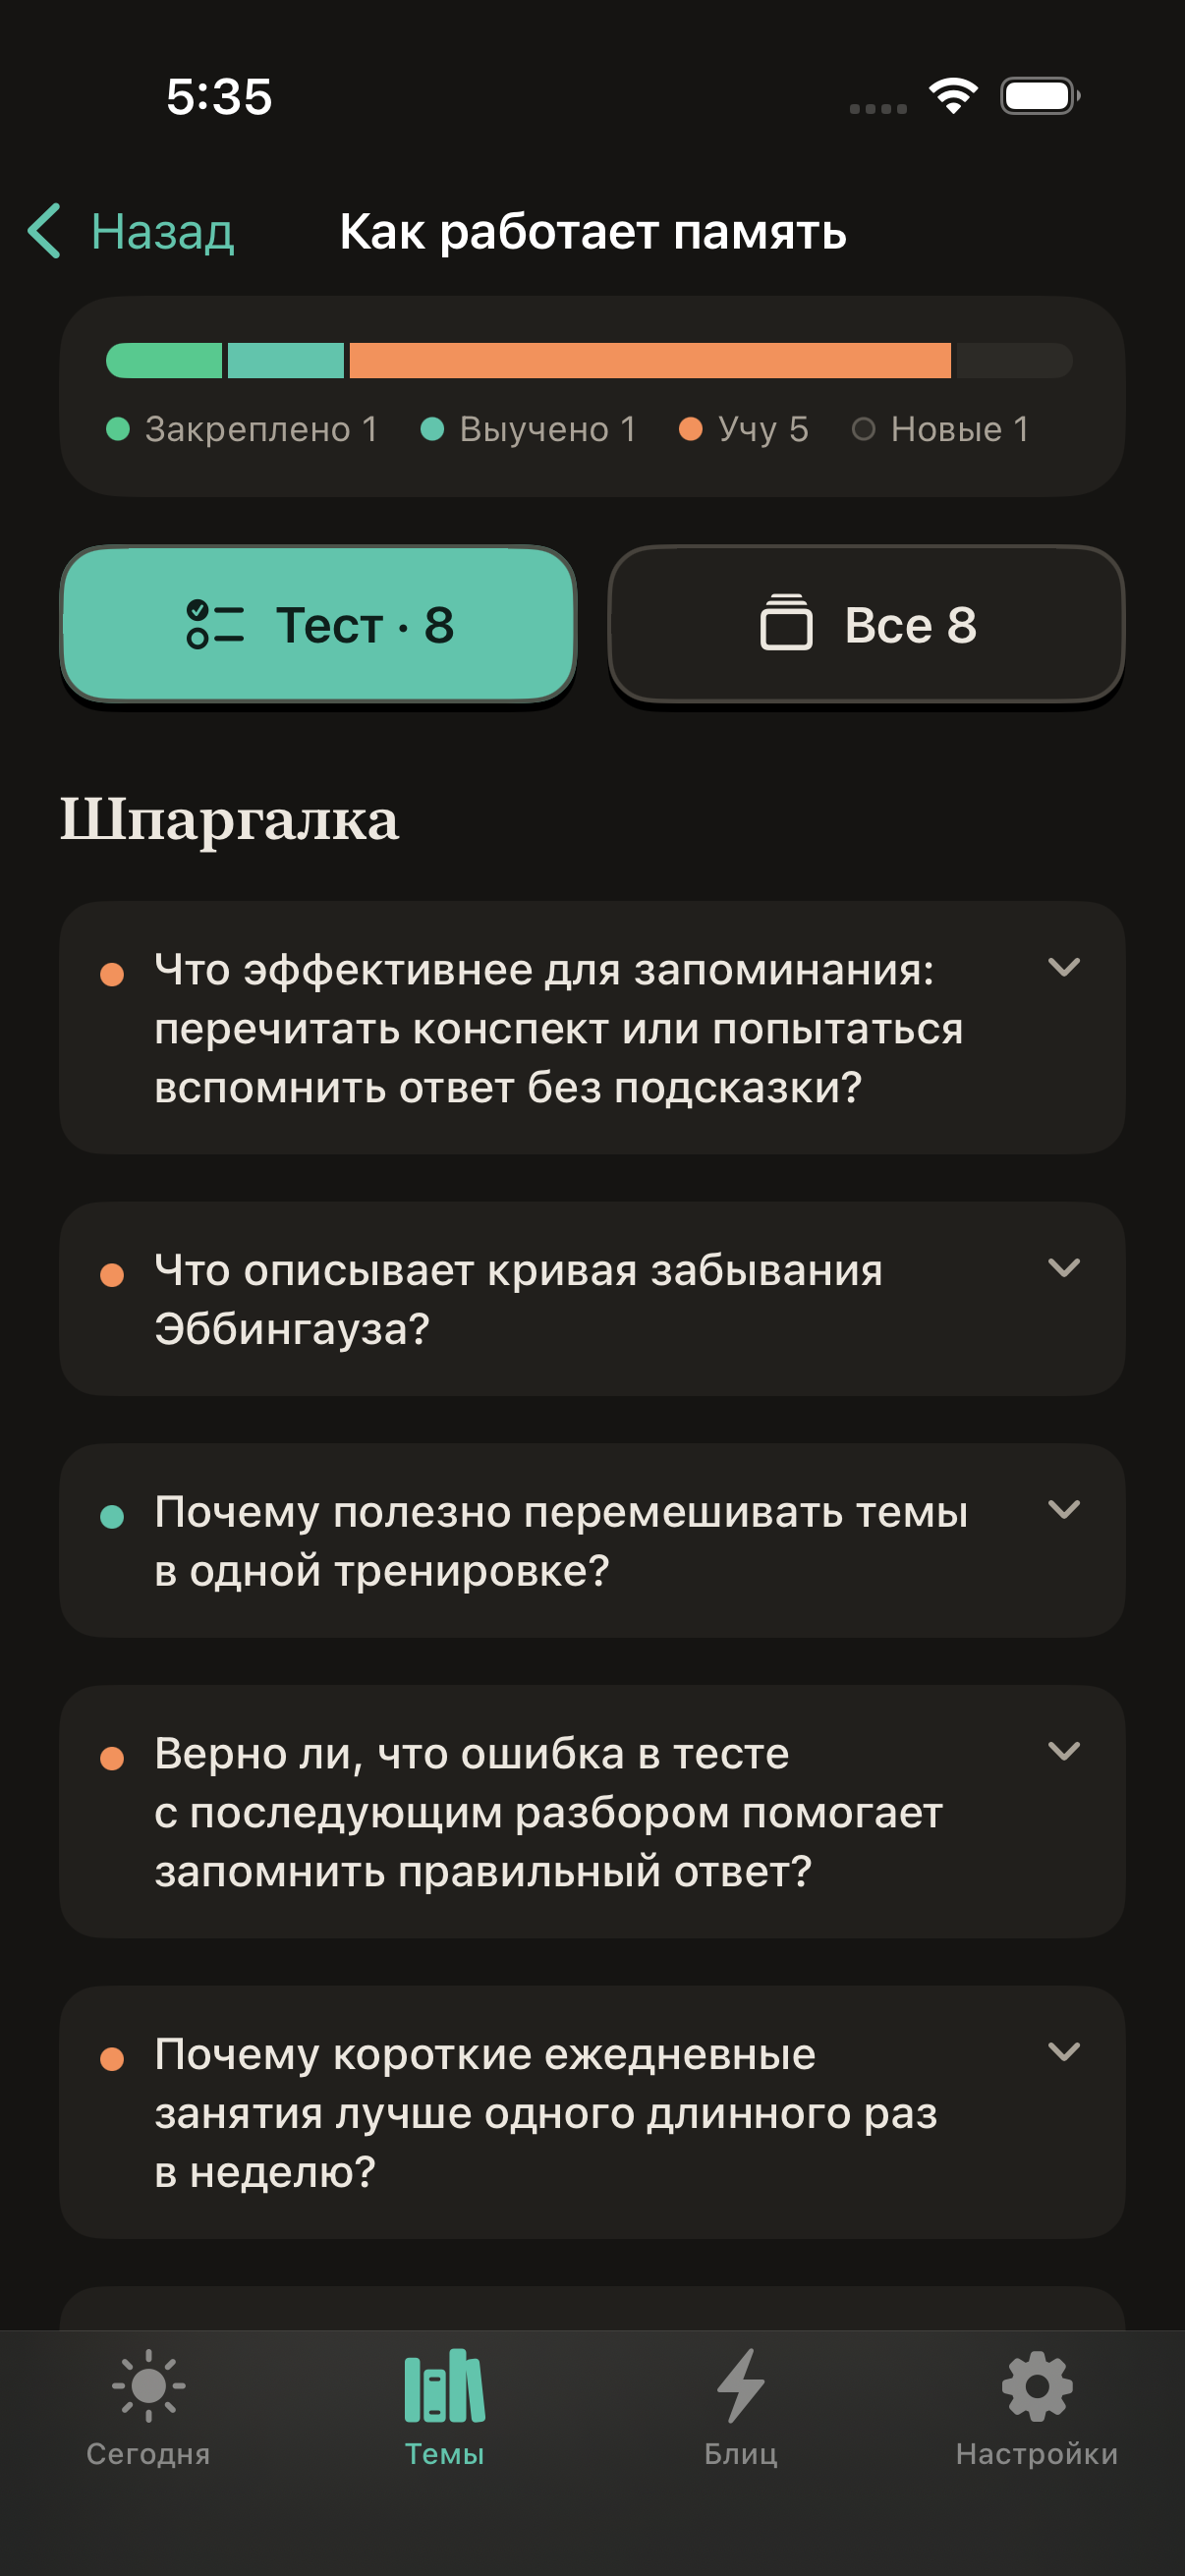 5:35
Назад
Как работает память
Закреплено 1
Выучено 1
Учу 5
Новые 1
Тест · 8
Все 8
Шпаргалка
Что эффективнее для запоминания:
перечитать конспект или попытаться
вспомнить ответ без подсказки?
Что описывает кривая забывания
Эббингауза?
Почему полезно перемешивать темы
в одной тренировке?
Верно ли, что ошибка в тесте
с последующим разбором помогает
запомнить правильный ответ?
Почему короткие ежедневные
занятия лучше одного длинного раз
в неделю?
Сегодня
Темы
Блиц
Настройки